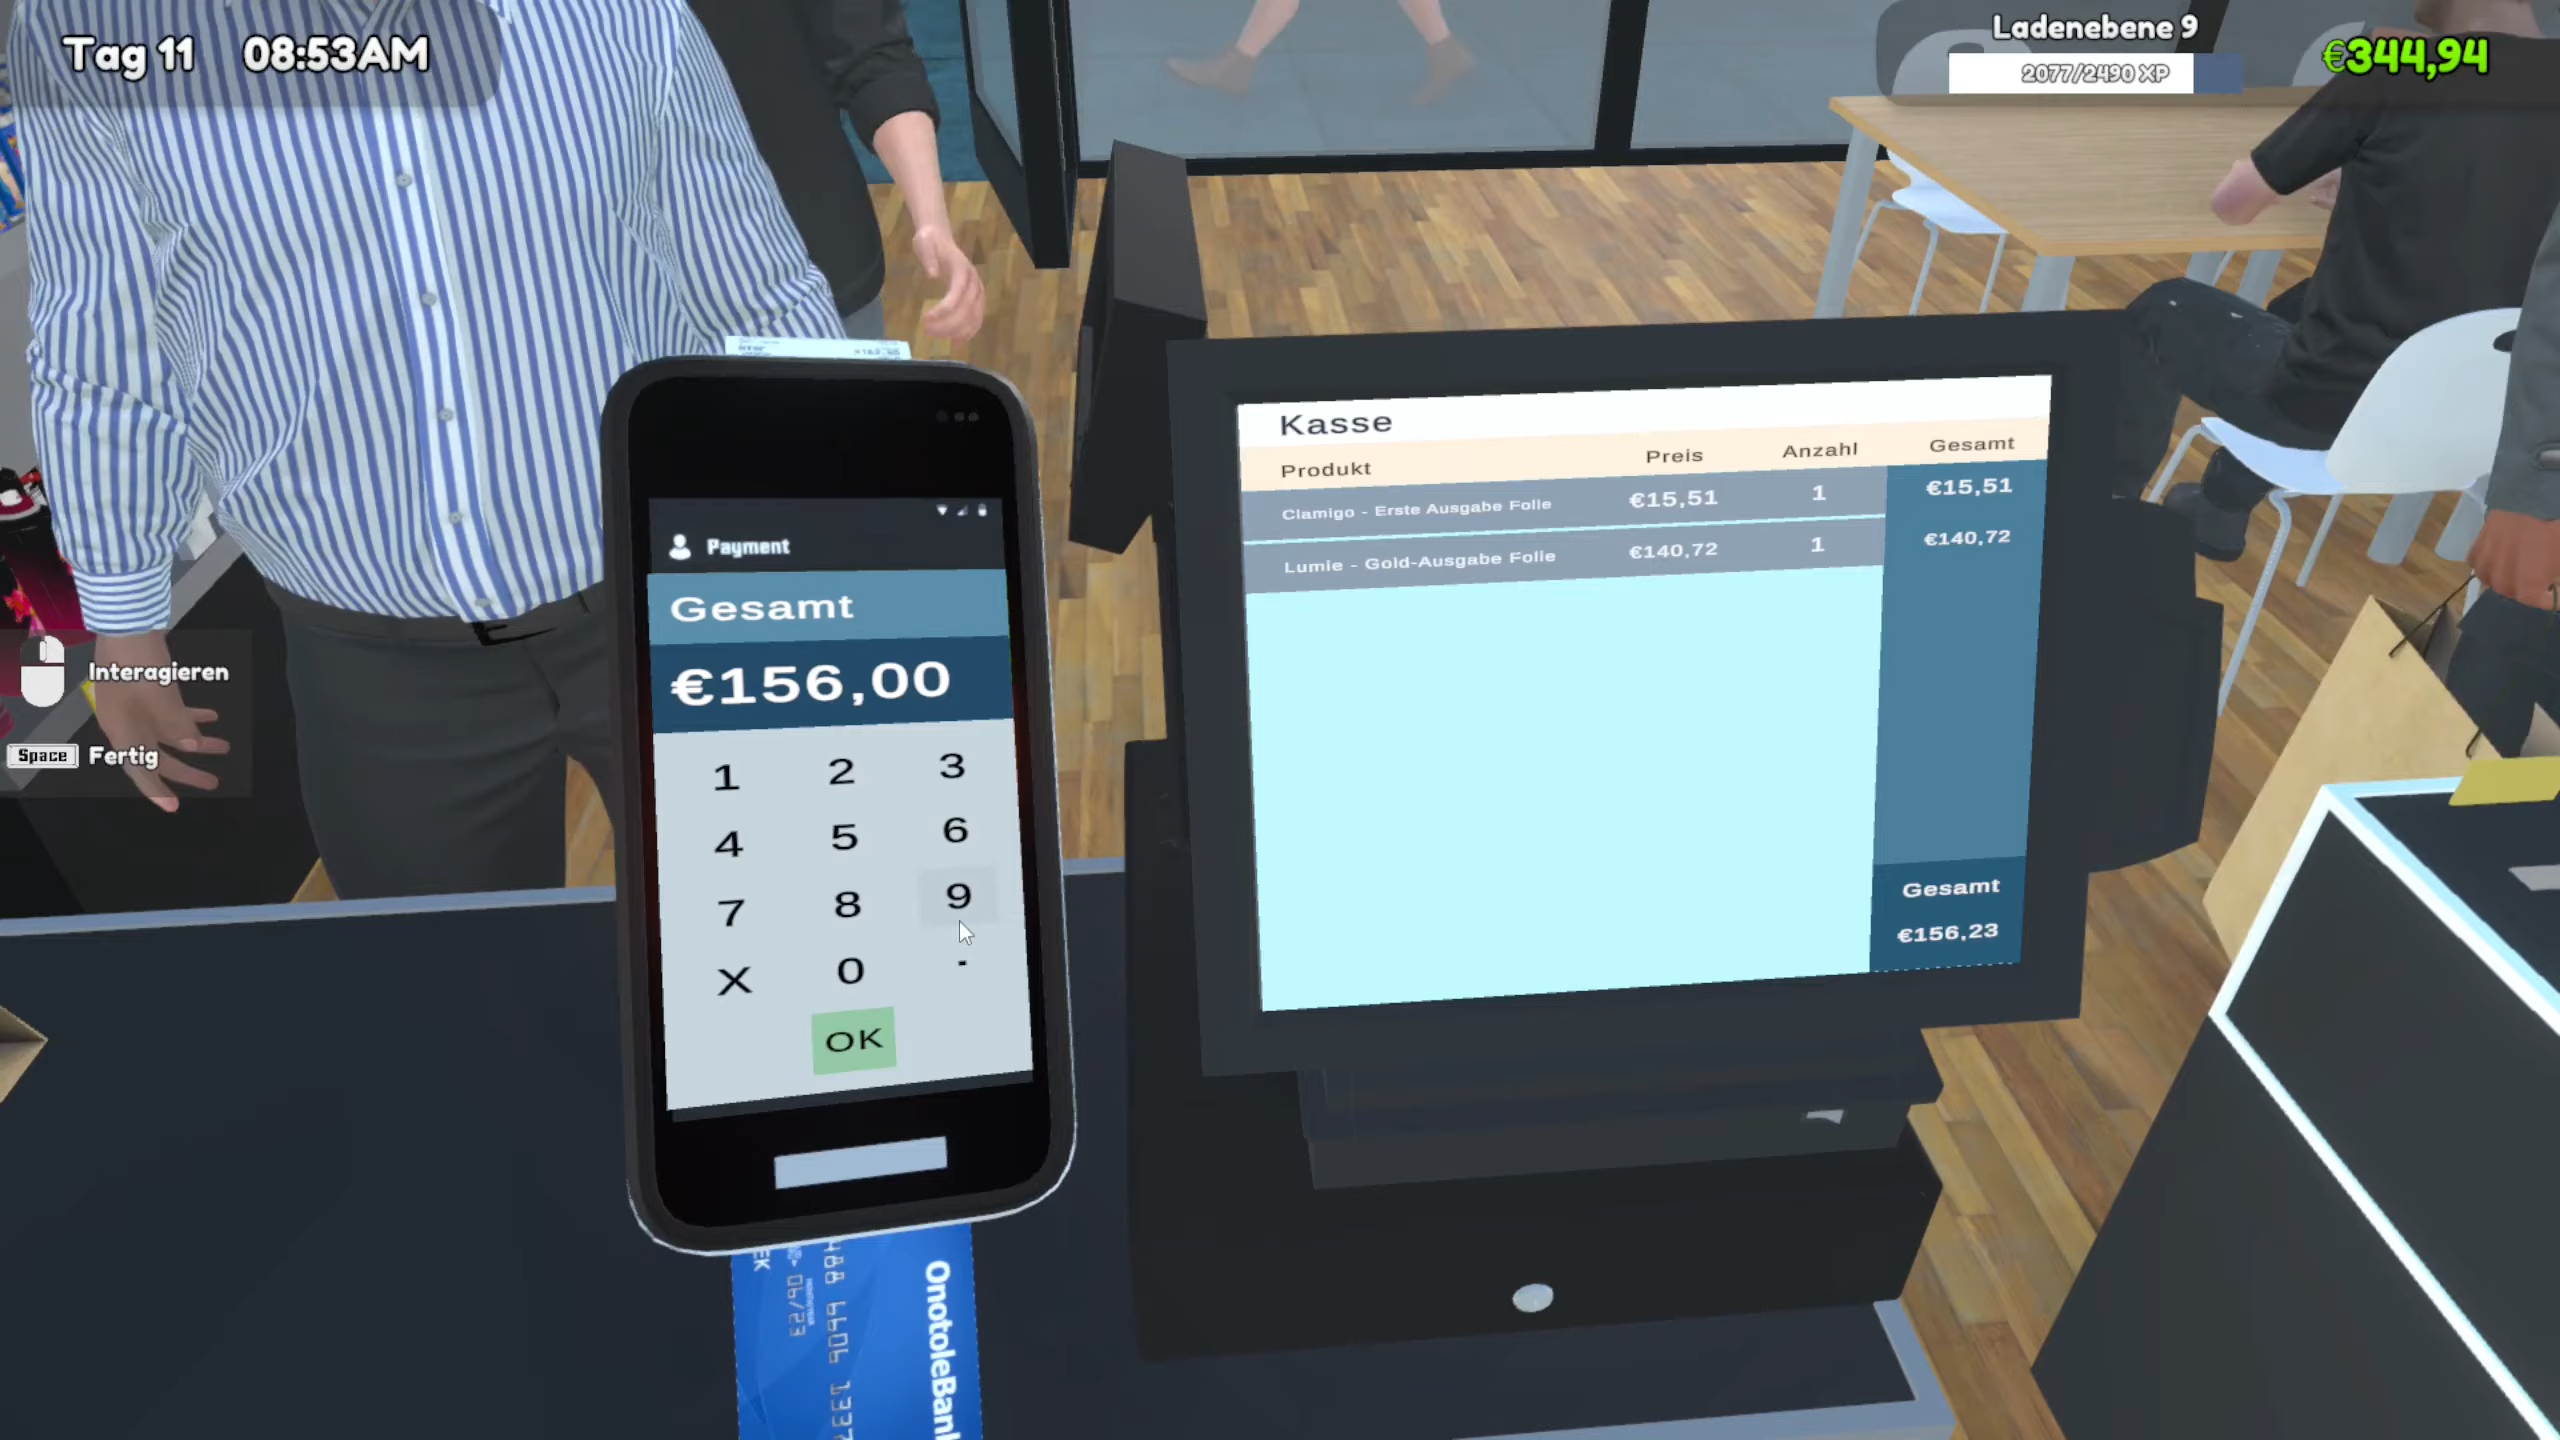 Tag 11 08:53AM
Ladenebene 9
2077/2490 XP
€344,94
Interagieren
Space Fertig
Payment
Gesamt
€156,00
1 2 3
4 5 6
7 8 9
X 0 .
OK
Kasse
Produkt Preis Anzahl Gesamt
Clamigo - Erste Ausgabe Folie €15,51 1 €15,51
Lumie - Gold-Ausgabe Folie €140,72 1 €140,72
Gesamt
€156,23
OnotoleBank
06/23